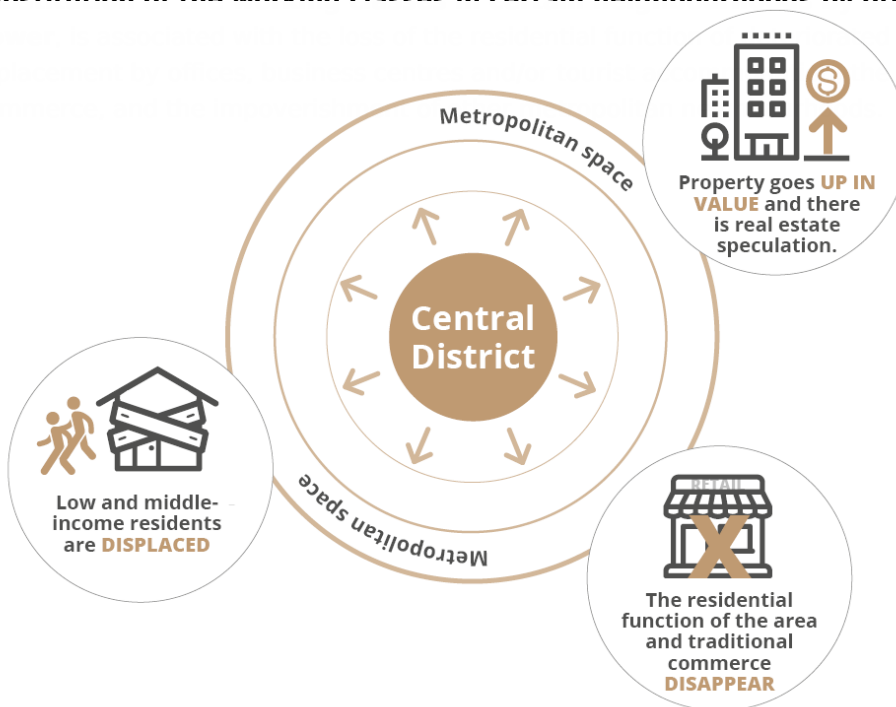 Metropolitan space
Property goes UP IN
VALUE and there
is real estate
speculation.
Central
District
Low and middle-
income residents
are DISPLACED
Metropolitan space
RETAIL
The residential
function of the area
and traditional
commerce
DISAPPEAR